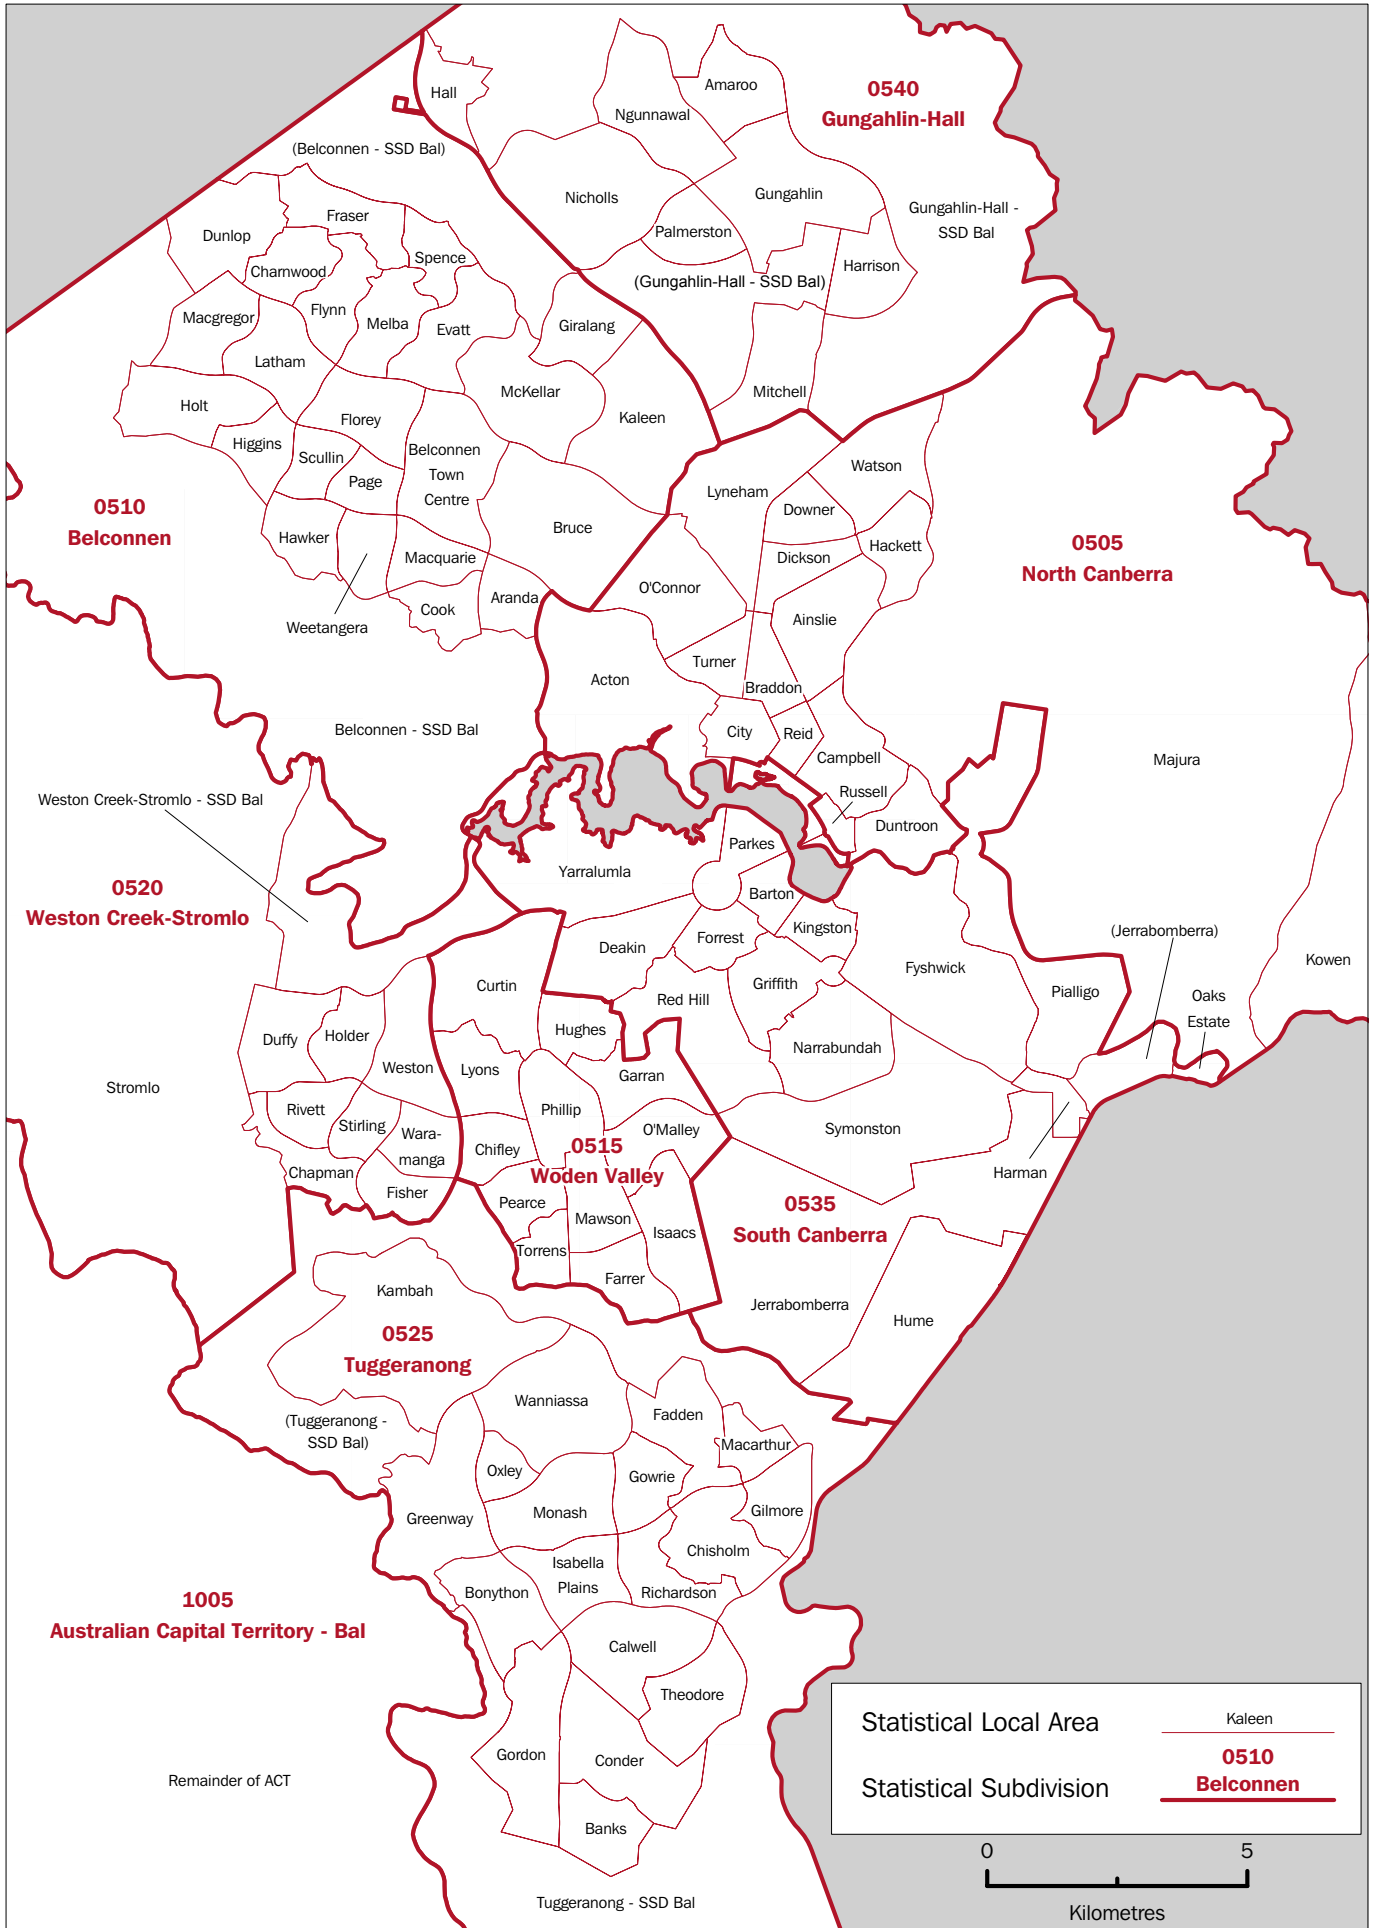 Hall
Amaroo
0540
Gungahlin-Hall
Ngunnawal
(Belconnen - SSD Bal)
Nicholls
Gungahlin
Gungahlin-Hall -
SSD Bal
Fraser
Dunlop
Palmerston
Spence
Charnwood
Harrison
(Gungahlin-Hall - SSD Bal)
Flynn
Macgregor
Melba
Evatt
Giralang
Latham
Mitchell
McKellar
Holt
Florey
Kaleen
Higgins
Scullin
Belconnen
Town
Centre
Page
Watson
Lyneham
Downer
0510
Belconnen
Bruce
Hawker
Macquarie
Dickson
Hackett
0505
North Canberra
O'Connor
Aranda
Cook
Weetangera
Ainslie
Turner
Acton
Braddon
Belconnen - SSD Bal
City
Reid
Campbell
Majura
Weston Creek-Stromlo - SSD Bal
Russell
Duntroon
Parkes
Yarralumla
0520
Weston Creek-Stromlo
Barton
Kingston
(Jerrabomberra)
Deakin
Forrest
Fyshwick
Kowen
Curtin
Griffith
Red Hill
Pialligo
Oaks
Estate
Duffy
Holder
Hughes
Narrabundah
Weston
Lyons
Garran
Stromlo
Rivett
Phillip
Stirling
Wara-
manga
O'Malley
Symonston
Chifley
0515
Woden Valley
Chapman
Harman
Fisher
Pearce
0535
South Canberra
Mawson
Isaacs
Torrens
Farrer
Kambah
Jerrabomberra
Hume
0525
Tuggeranong
Wanniassa
(Tuggeranong -
SSD Bal)
Fadden
Macarthur
Oxley
Gowrie
Monash
Gilmore
Greenway
Chisholm
Isabella
Plains
Bonython
Richardson
1005
Australian Capital Territory - Bal
Calwell
Theodore
Gordon
Conder
Remainder of ACT
Banks
Tuggeranong - SSD Bal
Statistical Local Area
Kaleen
0510
Belconnen
Statistical Subdivision
0
5
Kilometres